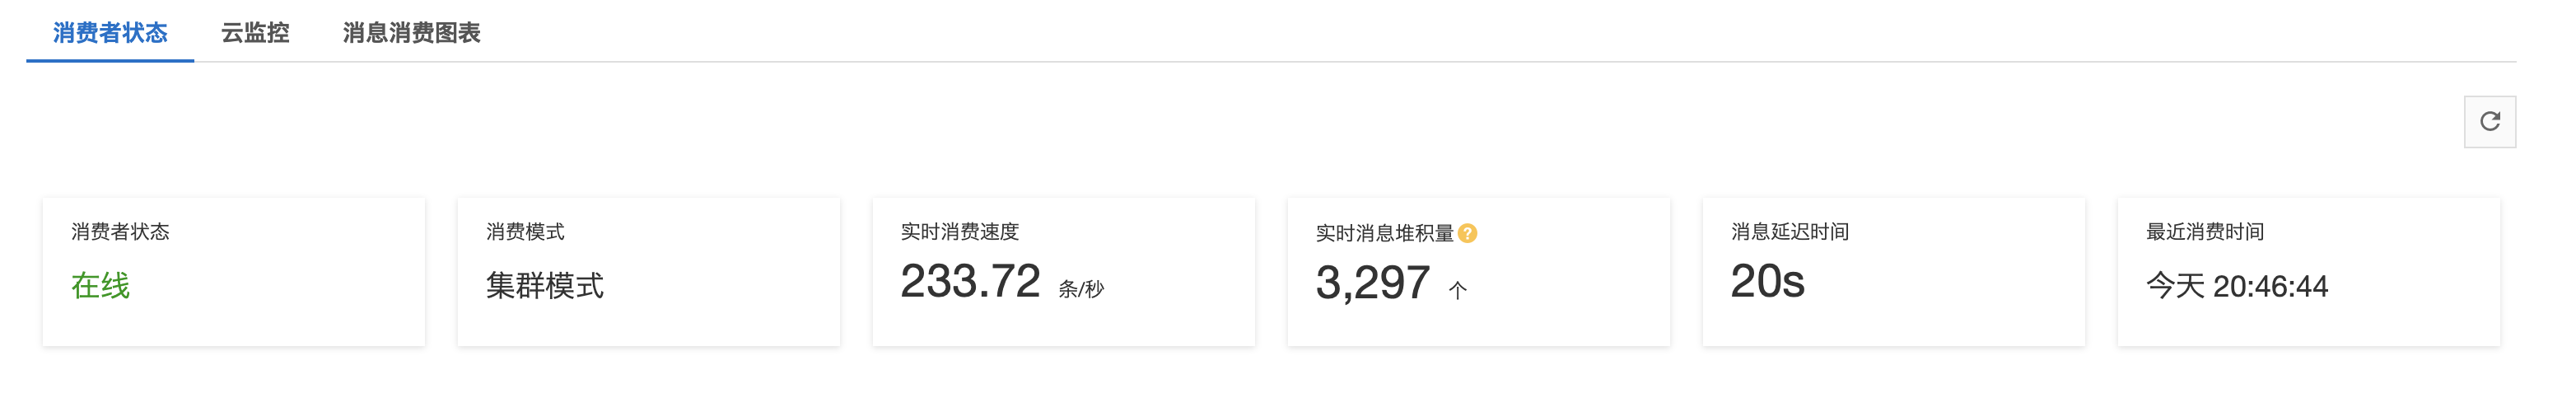 消费者状态 云监控 消息消费图表
消费者状态 消费模式 实时消费速度 实时消息堆积量 ? 消息延迟时间 最近消费时间
在线 集群模式 233.72 条/秒 3,297 个 20s 今天 20:46:44